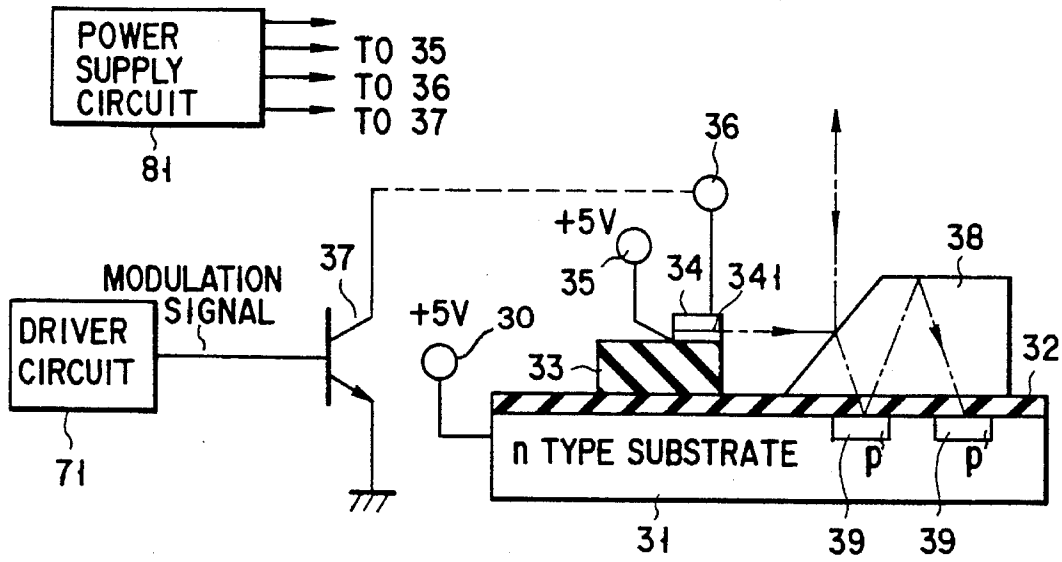 POWER
SUPPLY
CIRCUIT
TO 35
TO 36
TO 37
81
36
+5V
35
34
341
38
37
MODULATION
SIGNAL
+5V
30
DRIVER
CIRCUIT
33
32
71
n TYPE SUBSTRATE
p
p
31
39
39